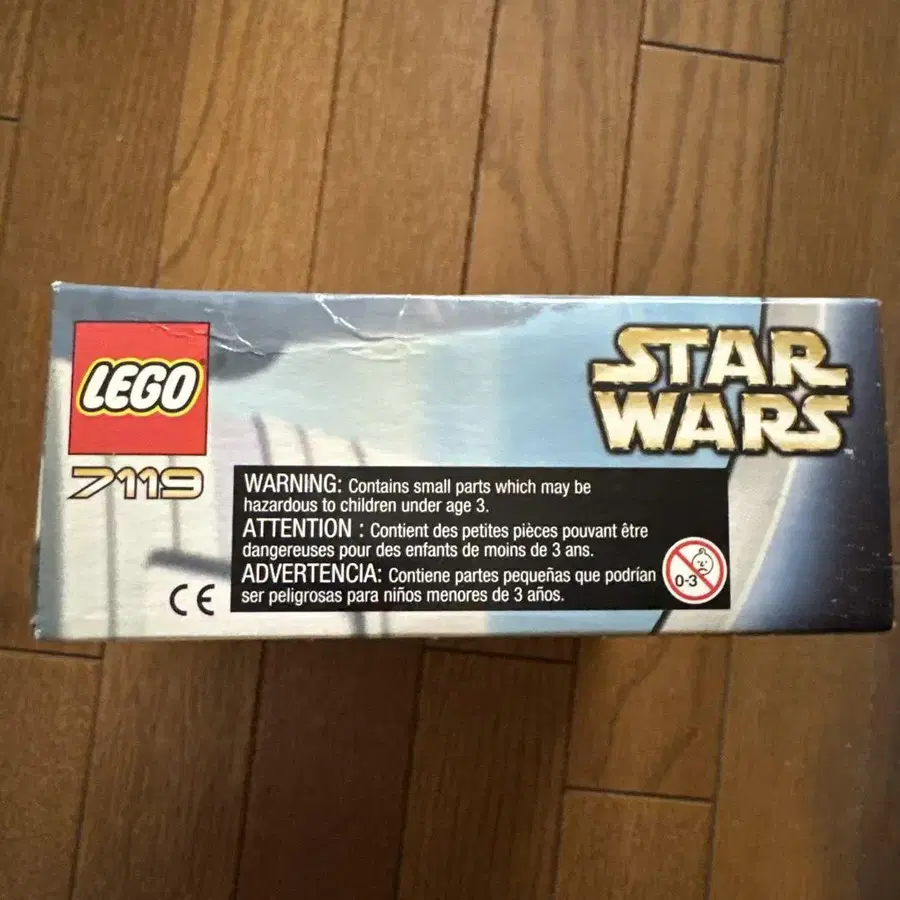 LEGO
7119
STAR
WARS
™
WARNING: Contains small parts which may be
hazardous to children under age 3.
ATTENTION : Contient des petites pièces pouvant être
dangereuses pour des enfants de moins de 3 ans.
ADVERTENCIA: Contiene partes pequeñas que podrían
ser peligrosas para niños menores de 3 años.
0-3
CE